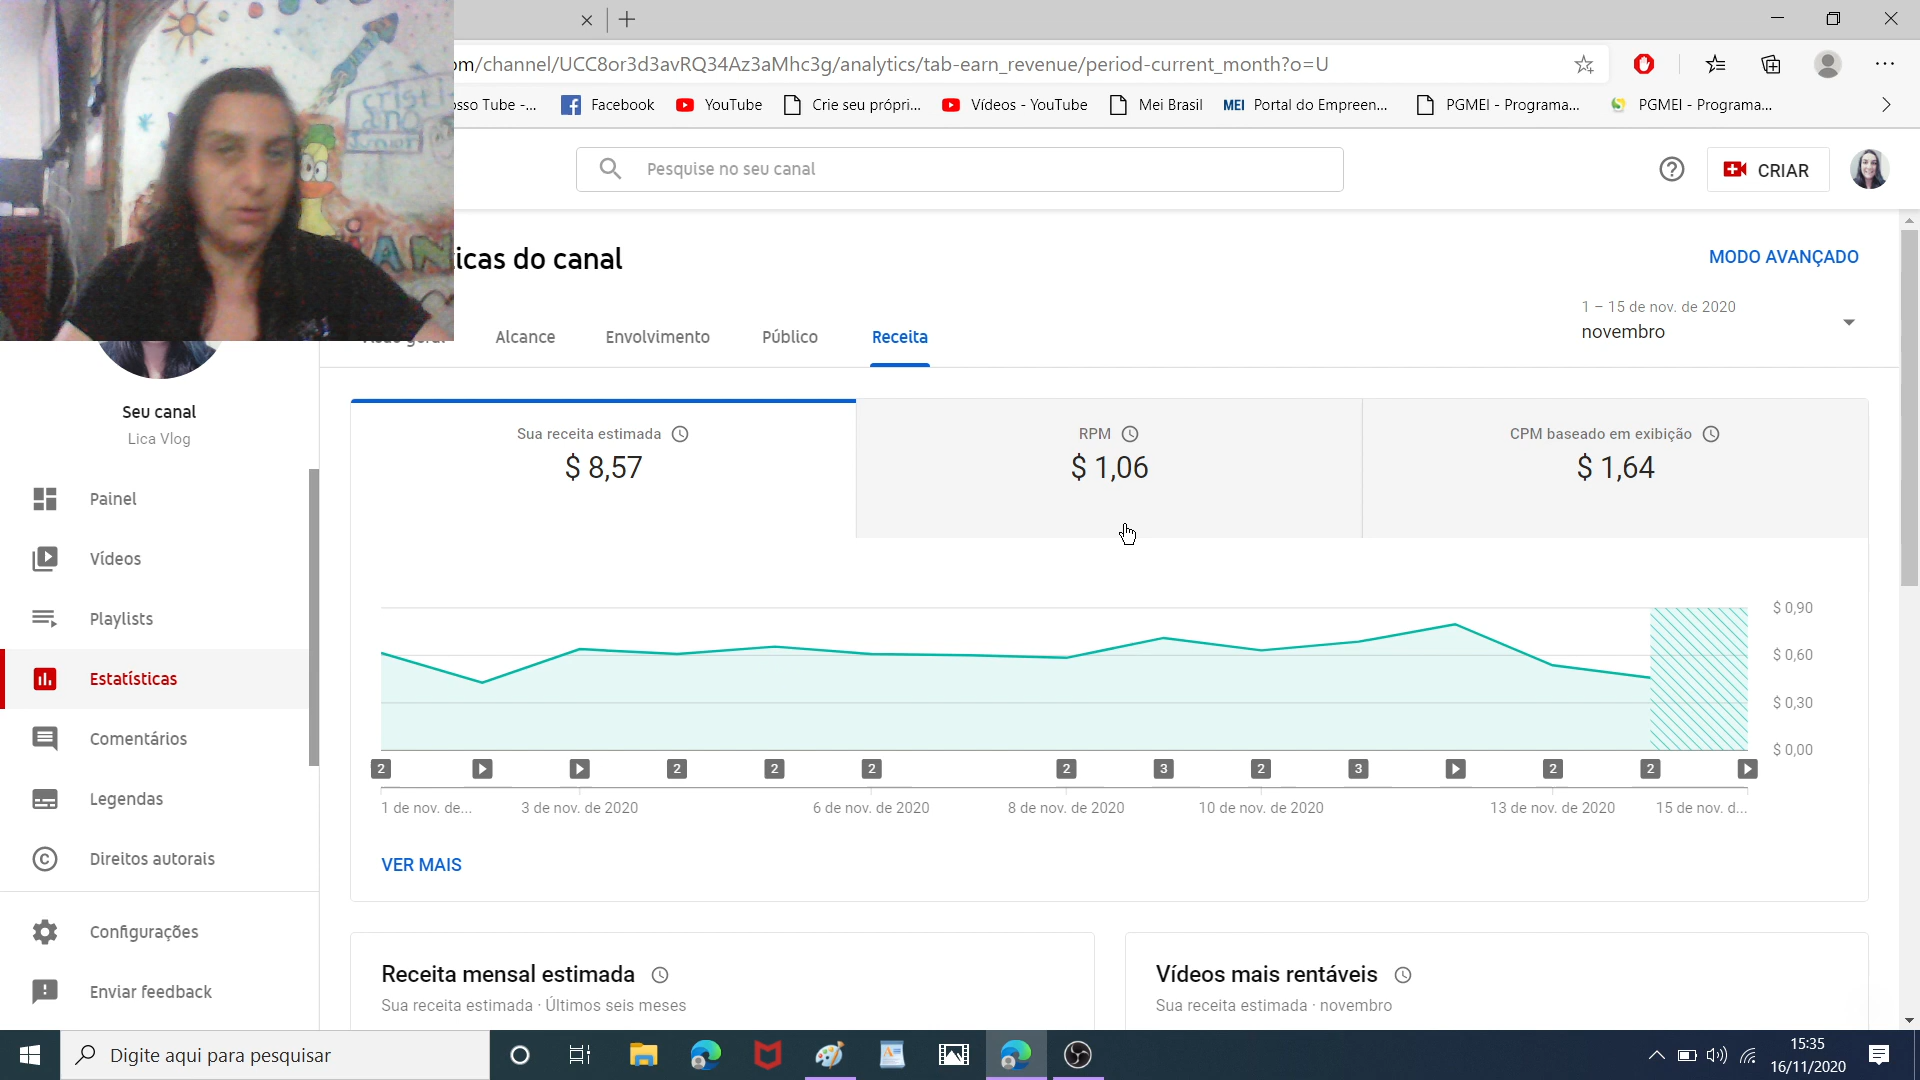 om/channel/UCC8or3d3avRQ34Az3aMhc3g/analytics/tab-earn_revenue/period-current_month?o=U
osso Tube -... Facebook YouTube Crie seu própri... Vídeos - YouTube Mei Brasil MEI Portal do Empreen... PGMEI - Programa... PGMEI - Programa...
Pesquise no seu canal
CRIAR
icas do canal
MODO AVANÇADO
1 – 15 de nov. de 2020
novembro
Alcance Envolvimento Público Receita
Seu canal
Lica Vlog
Painel
Vídeos
Playlists
Estatísticas
Comentários
Legendas
Direitos autorais
Configurações
Enviar feedback
Sua receita estimada
$ 8,57
RPM
$ 1,06
CPM baseado em exibição
$ 1,64
$ 0,90
$ 0,60
$ 0,30
$ 0,00
2 2 2 2 2 3 2 3 2 2
1 de nov. de... 3 de nov. de 2020 6 de nov. de 2020 8 de nov. de 2020 10 de nov. de 2020 13 de nov. de 2020 15 de nov. d...
VER MAIS
Receita mensal estimada
Sua receita estimada · Últimos seis meses
Vídeos mais rentáveis
Sua receita estimada · novembro
Digite aqui para pesquisar
15:35
16/11/2020